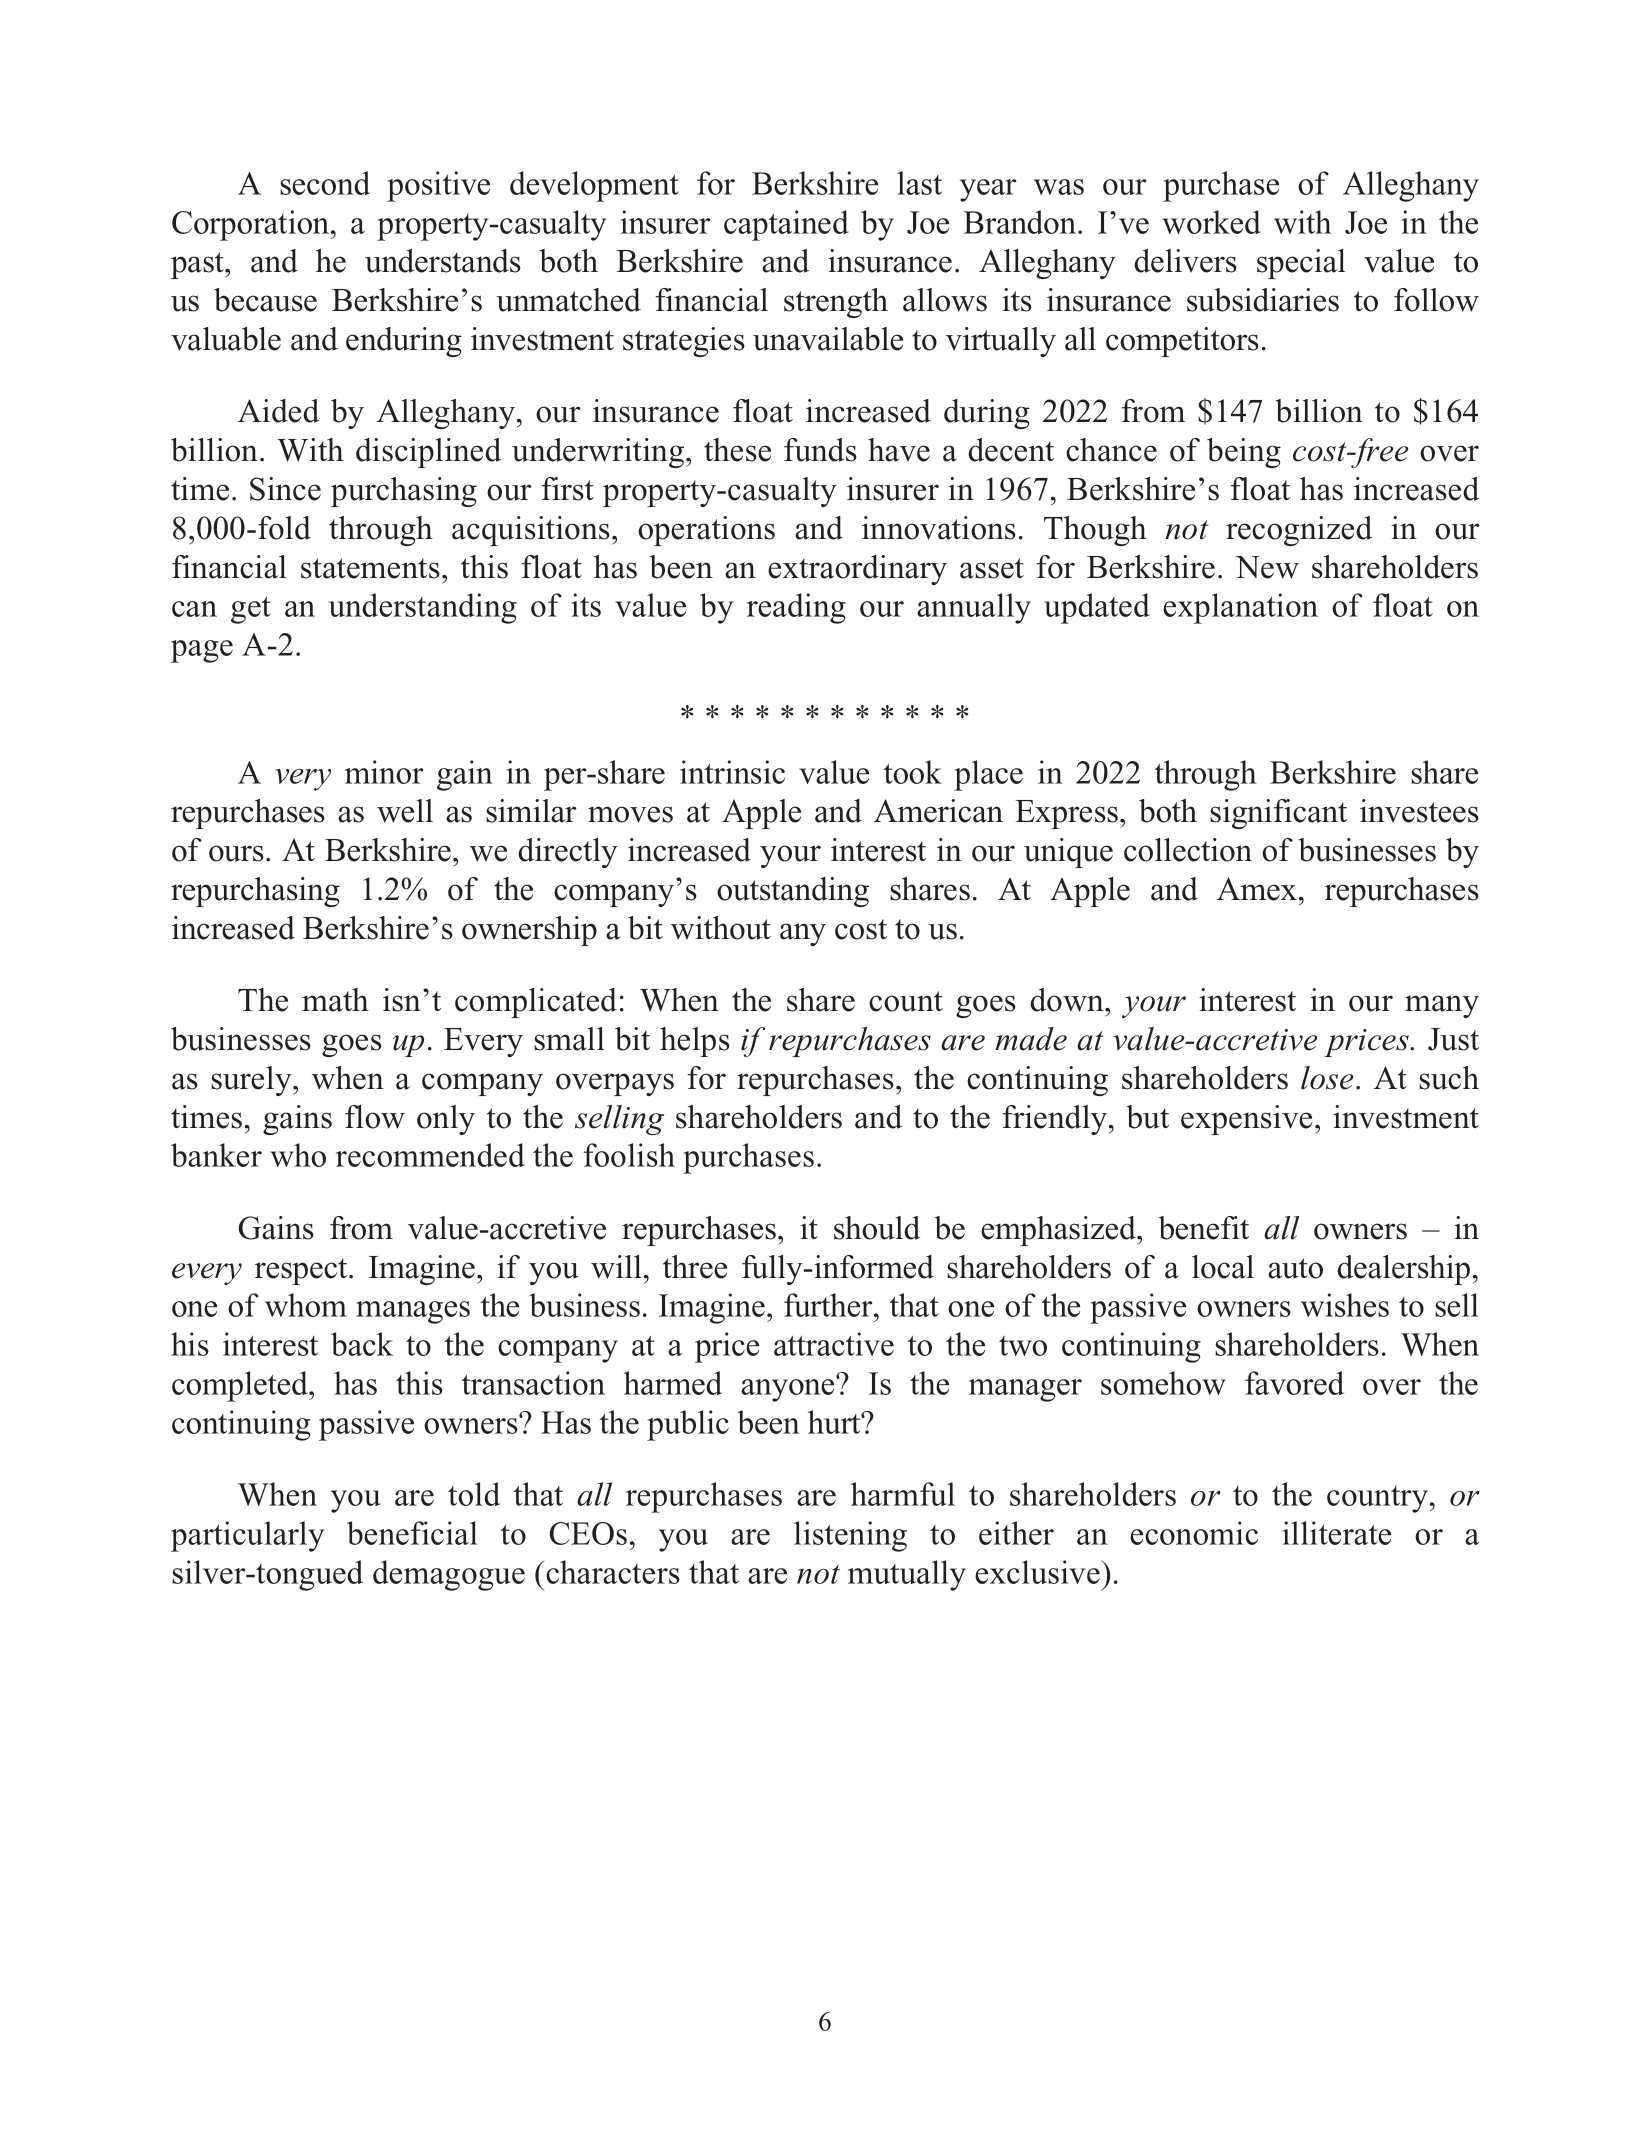 A second positive development for Berkshire last year was our purchase of Alleghany
Corporation, a property-casualty insurer captained by Joe Brandon. I’ve worked with Joe in the
past, and he understands both Berkshire and insurance. Alleghany delivers special value to
us because Berkshire’s unmatched financial strength allows its insurance subsidiaries to follow
valuable and enduring investment strategies unavailable to virtually all competitors.
Aided by Alleghany, our insurance float increased during 2022 from $147 billion to $164
billion. With disciplined underwriting, these funds have a decent chance of being cost-free over
time. Since purchasing our first property-casualty insurer in 1967, Berkshire’s float has increased
8,000-fold through acquisitions, operations and innovations. Though not recognized in our
financial statements, this float has been an extraordinary asset for Berkshire. New shareholders
can get an understanding of its value by reading our annually updated explanation of float on
page A-2.
* * * * * * * * * * * *
A very minor gain in per-share intrinsic value took place in 2022 through Berkshire share
repurchases as well as similar moves at Apple and American Express, both significant investees
of ours. At Berkshire, we directly increased your interest in our unique collection of businesses by
repurchasing 1.2% of the company’s outstanding shares. At Apple and Amex, repurchases
increased Berkshire’s ownership a bit without any cost to us.
The math isn’t complicated: When the share count goes down, your interest in our many
businesses goes up. Every small bit helps if repurchases are made at value-accretive prices. Just
as surely, when a company overpays for repurchases, the continuing shareholders lose. At such
times, gains flow only to the selling shareholders and to the friendly, but expensive, investment
banker who recommended the foolish purchases.
Gains from value-accretive repurchases, it should be emphasized, benefit all owners – in
every respect. Imagine, if you will, three fully-informed shareholders of a local auto dealership,
one of whom manages the business. Imagine, further, that one of the passive owners wishes to sell
his interest back to the company at a price attractive to the two continuing shareholders. When
completed, has this transaction harmed anyone? Is the manager somehow favored over the
continuing passive owners? Has the public been hurt?
When you are told that all repurchases are harmful to shareholders or to the country, or
particularly beneficial to CEOs, you are listening to either an economic illiterate or a
silver-tongued demagogue (characters that are not mutually exclusive).
6